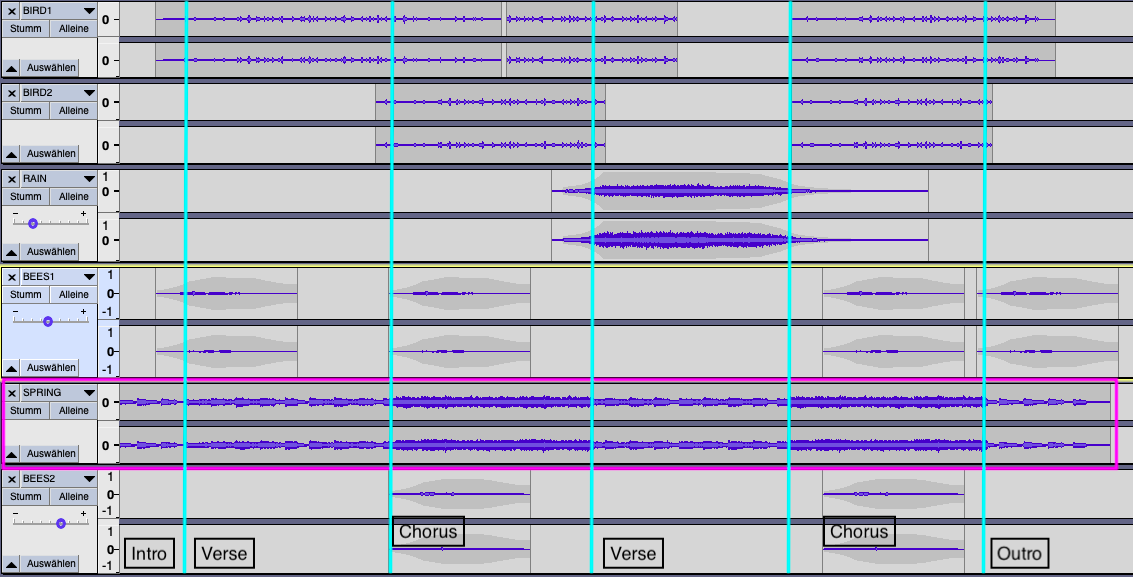 BIRD1
Stumm Alleine
0
Auswählen
0
BIRD2
Stumm Alleine
0
Auswählen
0
RAIN
Stumm Alleine
1
0
- +
Auswählen
1
0
BEES1
Stumm Alleine
1
0
-1
- +
Auswählen
1
0
-1
SPRING
Stumm Alleine
0
Auswählen
0
BEES2
Stumm Alleine
1
0
-1
- +
Auswählen
1
0
-1
Intro
Verse
Chorus
Verse
Chorus
Outro